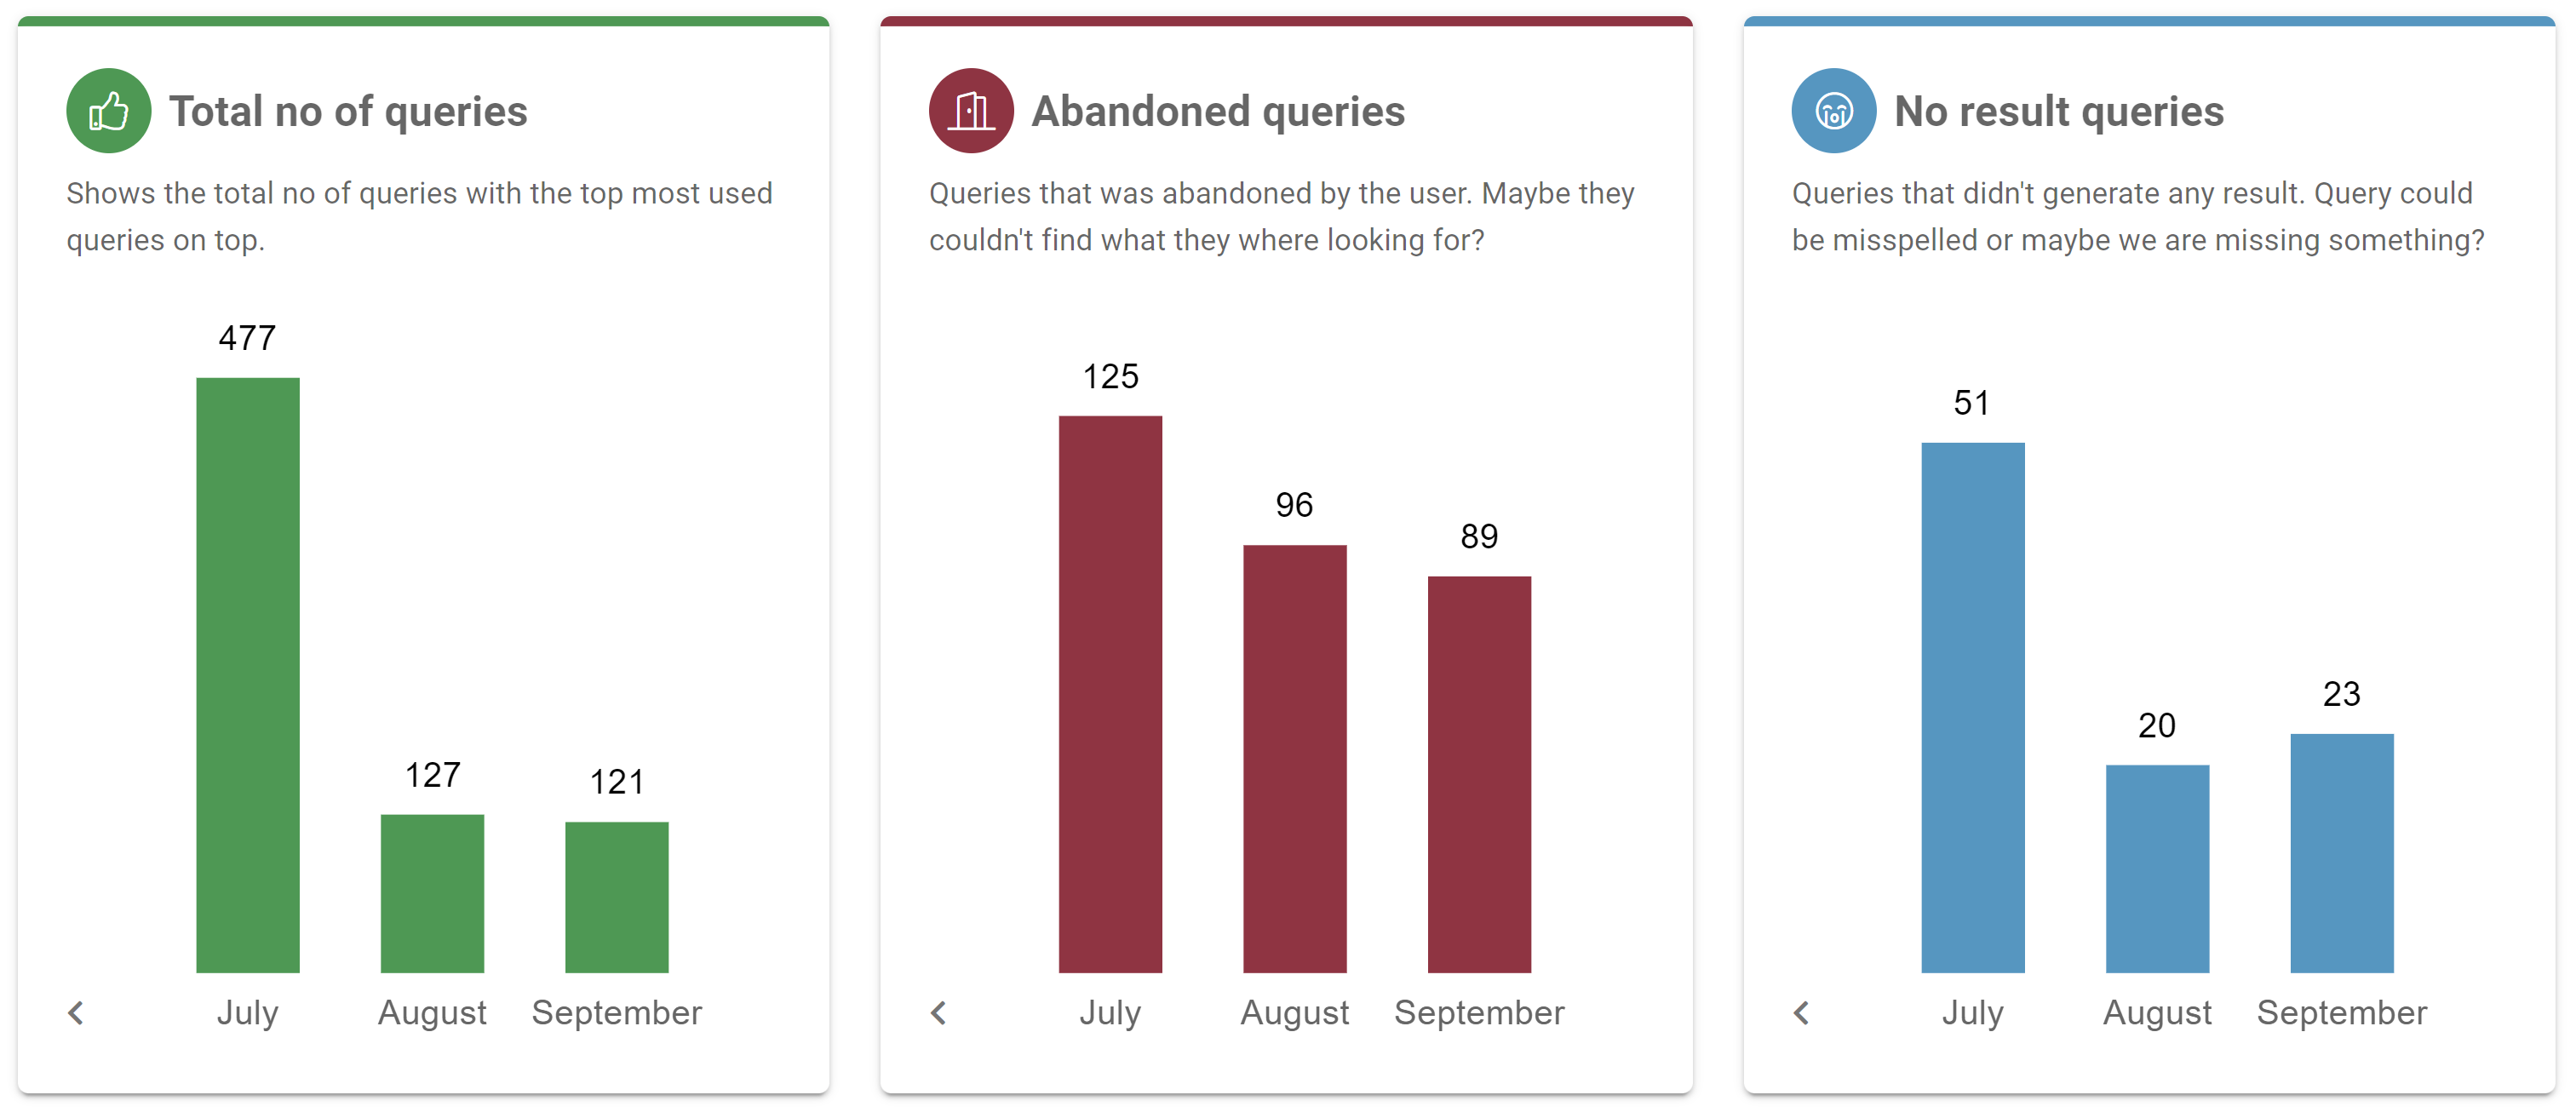 Total no of queries
Shows the total no of queries with the top most used
queries on top.
477
127
121
July August September
Abandoned queries
Queries that was abandoned by the user. Maybe they
couldn't find what they where looking for?
125
96
89
July August September
No result queries
Queries that didn't generate any result. Query could
be misspelled or maybe we are missing something?
51
20
23
July August September